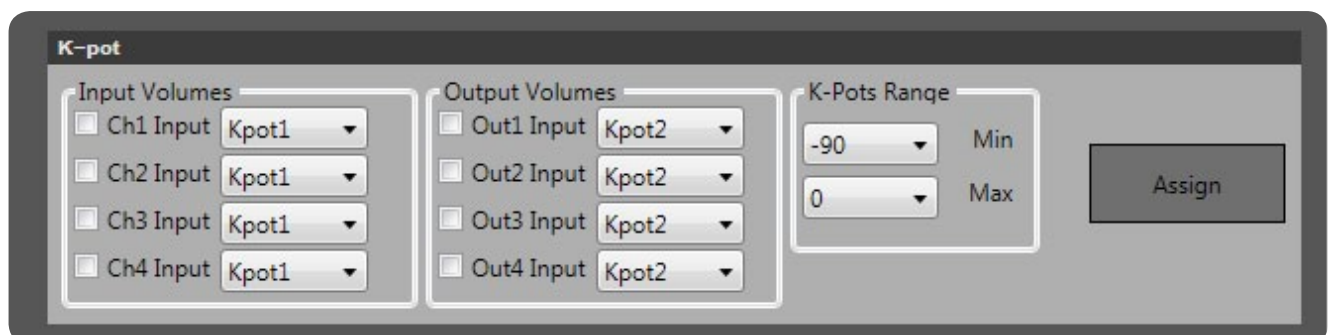 K-pot
Input Volumes
Ch1 Input Kpot1
Ch2 Input Kpot1
Ch3 Input Kpot1
Ch4 Input Kpot1
Output Volumes
Out1 Input Kpot2
Out2 Input Kpot2
Out3 Input Kpot2
Out4 Input Kpot2
K-Pots Range
-90 Min
0 Max
Assign